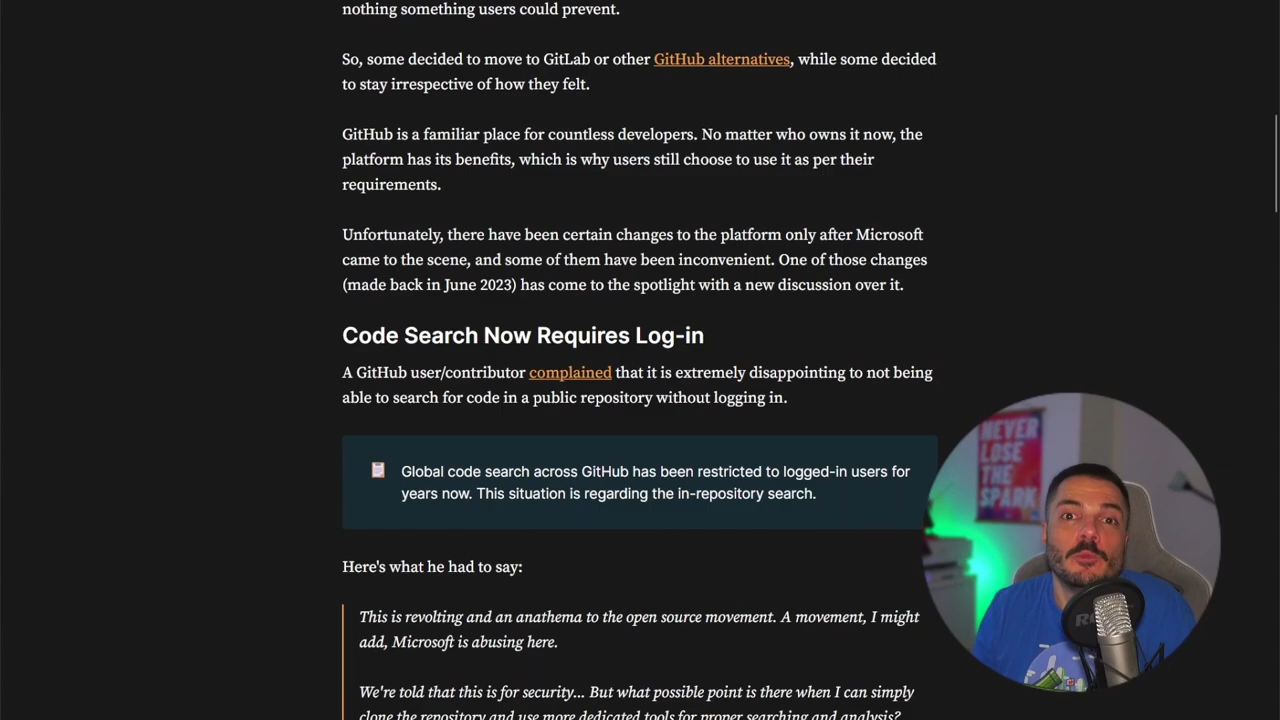 nothing something users could prevent.
So, some decided to move to GitLab or other GitHub alternatives, while some decided
to stay irrespective of how they felt.
GitHub is a familiar place for countless developers. No matter who owns it now, the
platform has its benefits, which is why users still choose to use it as per their
requirements.
Unfortunately, there have been certain changes to the platform only after Microsoft
came to the scene, and some of them have been inconvenient. One of those changes
(made back in June 2023) has come to the spotlight with a new discussion over it.
Code Search Now Requires Log-in
A GitHub user/contributor complained that it is extremely disappointing to not being
able to search for code in a public repository without logging in.
Global code search across GitHub has been restricted to logged-in users for
years now. This situation is regarding the in-repository search.
NEVER
LOSE
THE
SPARK
Here's what he had to say:
This is revolting and an anathema to the open source movement. A movement, I might
add, Microsoft is abusing here.
We're told that this is for security... But what possible point is there when I can simply
clone the repository and use more dedicated tools for proper searching and analysis?